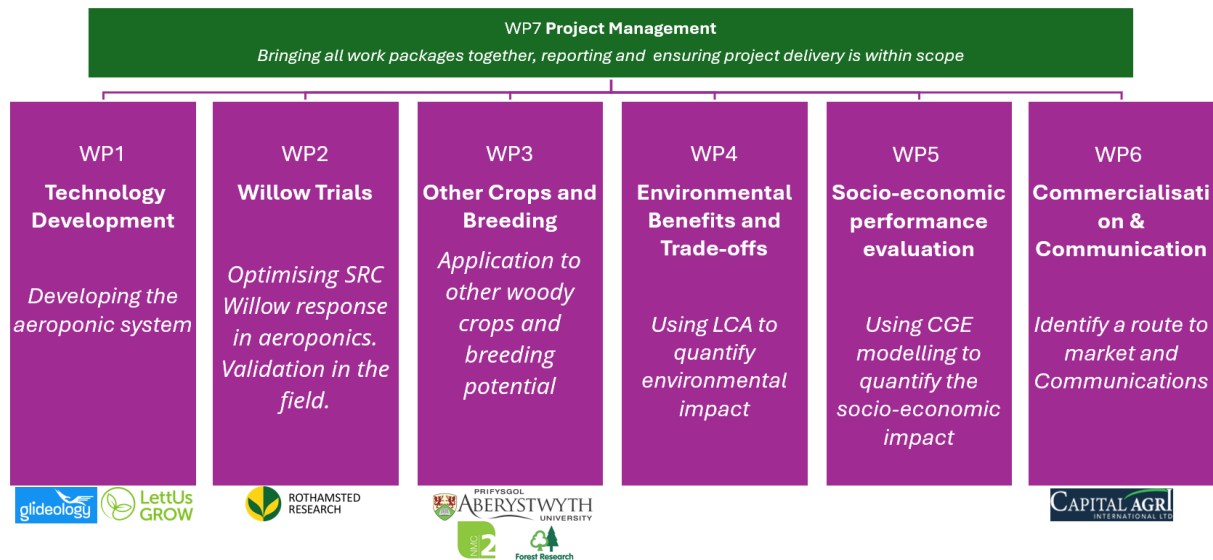 WP7 Project Management
Bringing all work packages together, reporting and ensuring project delivery is within scope
WP1
Technology
Development
Developing the
aeroponic system
WP2
Willow Trials
Optimising SRC
Willow response
in aeroponics.
Validation in the
field.
WP3
Other Crops and
Breeding
Application to
other woody
crops and
breeding
potential
WP4
Environmental
Benefits and
Trade-offs
Using LCA to
quantify
environmental
impact
WP5
Socio-economic
performance
evaluation
Using CGE
modelling to
quantify the
socio-economic
impact
WP6
Commercialisati
on &
Communication
Identify a route to
market and
Communications
glideology
LettUs
GROW
ROTHAMSTED
RESEARCH
PRIFYSGOL
ABERYSTWYTH
UNIVERSITY
NMC
2
Forest Research
CAPITAL AGRI
INTERNATIONAL LTD